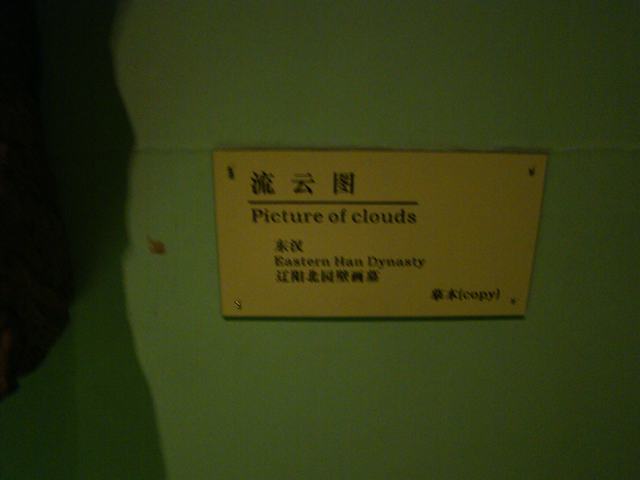 流云图
Picture of clouds
东汉
Eastern Han Dynasty
辽阳北园壁画墓
摹本(copy)